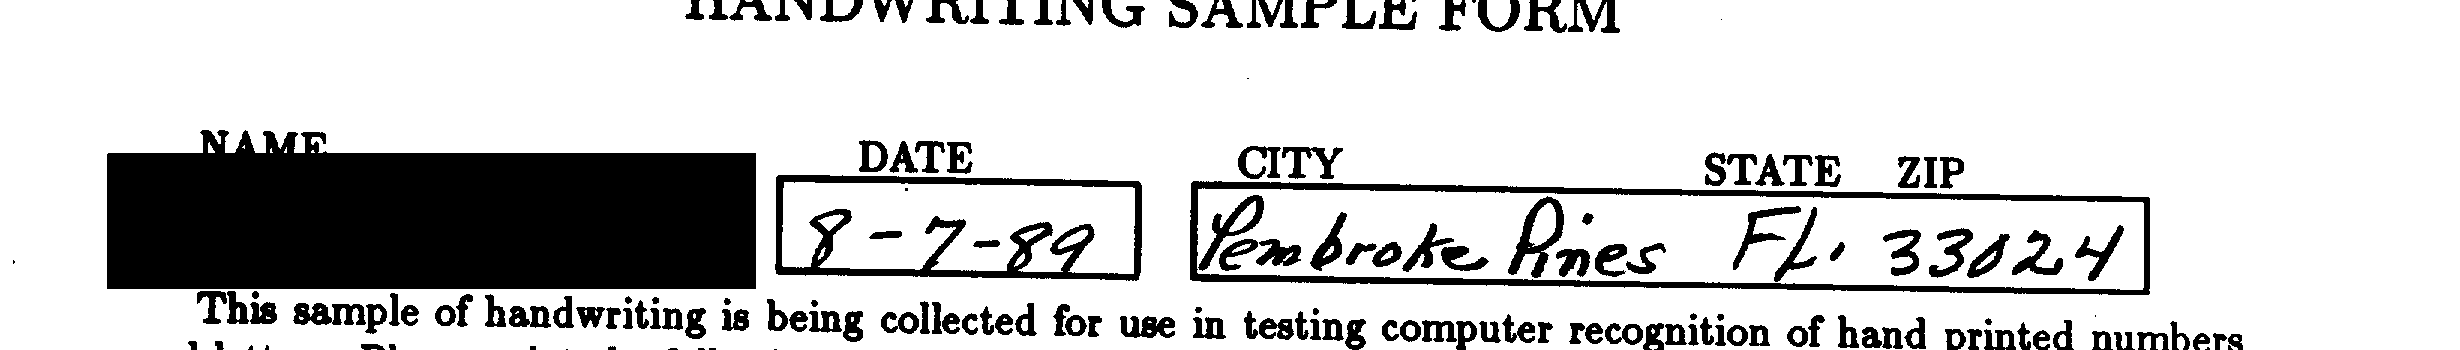 HANDWRITING SAMPLE FORM
NAME DATE CITY STATE ZIP
8-7-89 Pembroke Pines FL. 33024
This sample of handwriting is being collected for use in testing computer recognition of hand printed numbers